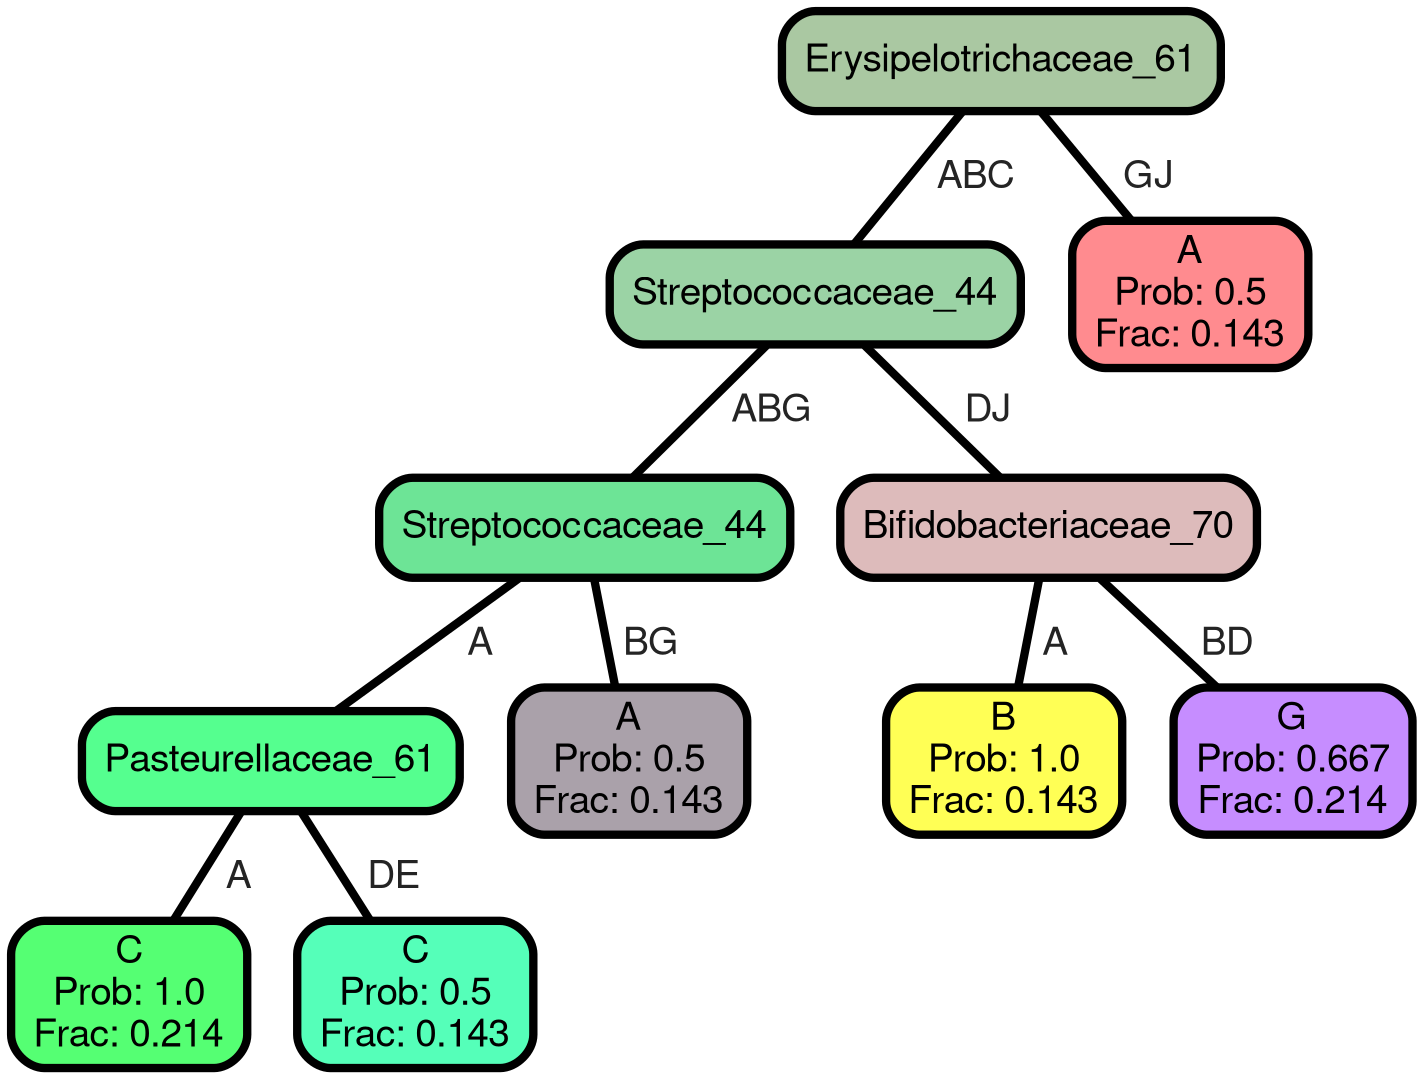 Erysipelotrichaceae_61
ABC
GJ
Streptococcaceae_44
A
Prob: 0.5
Frac: 0.143
ABG
DJ
Streptococcaceae_44
Bifidobacteriaceae_70
A
BG
A
BD
Pasteurellaceae_61
A
Prob: 0.5
Frac: 0.143
B
Prob: 1.0
Frac: 0.143
G
Prob: 0.667
Frac: 0.214
A
DE
C
Prob: 1.0
Frac: 0.214
C
Prob: 0.5
Frac: 0.143